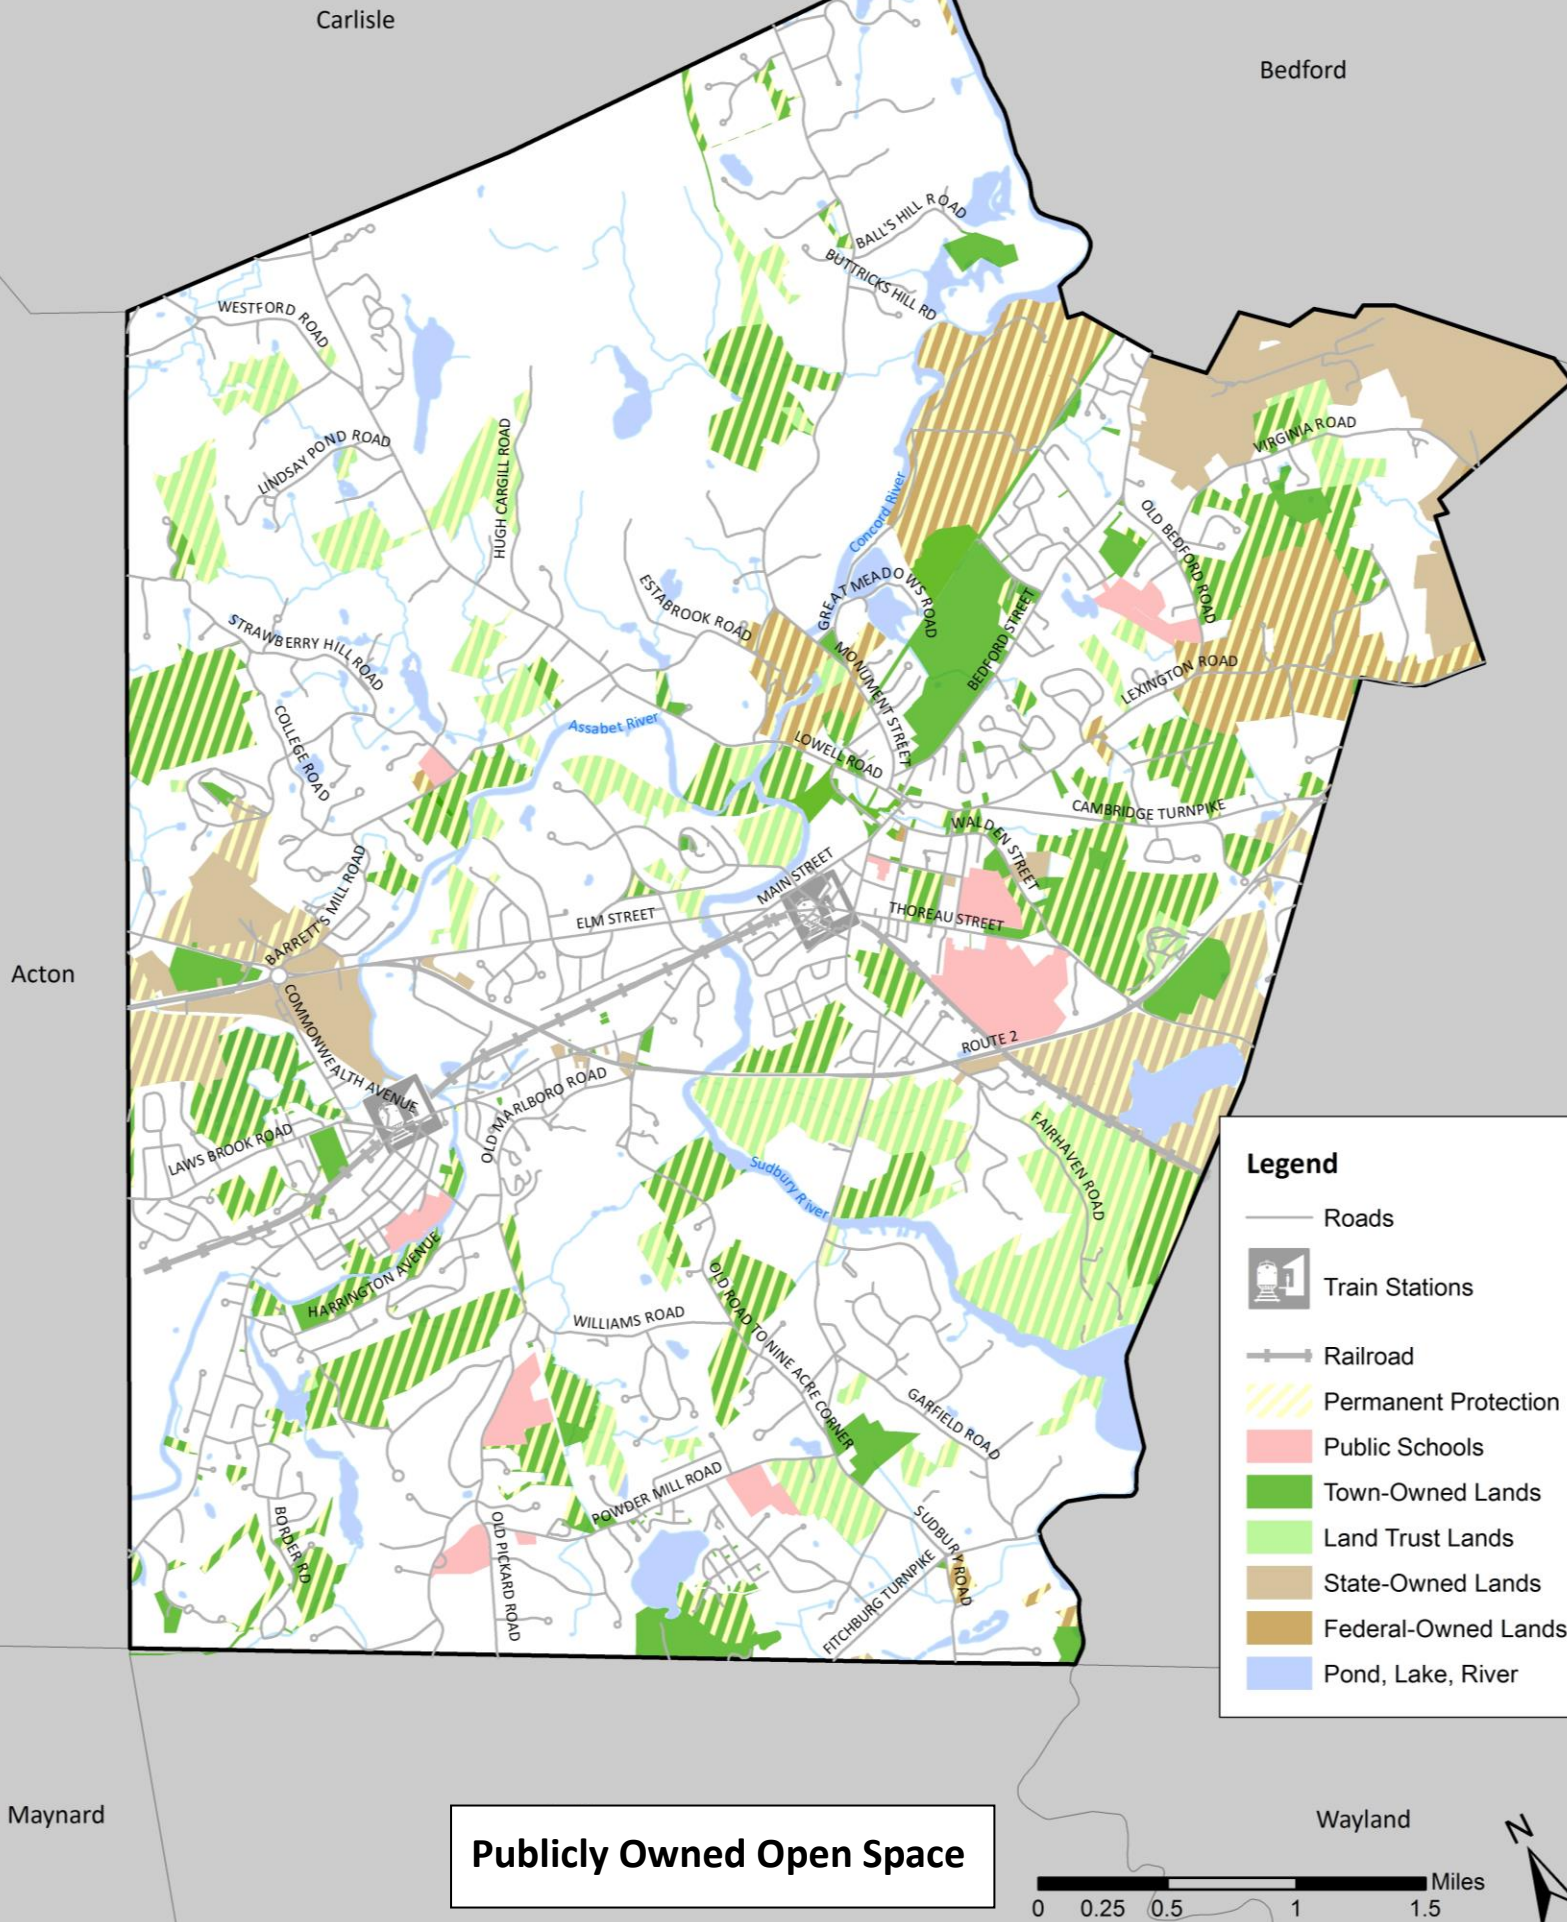 Carlisle
Bedford
BALL'S HILL ROAD
BUTTRICKS HILL RD
WESTFORD ROAD
VIRGINIA ROAD
LINDSAY POND ROAD
HUGH CARGILL ROAD
Concord River
OLD BEDFORD ROAD
GREAT MEADOWS ROAD
ESTABROOK ROAD
BEDFORD STREET
STRAWBERRY HILL ROAD
MONUMENT STREET
LEXINGTON ROAD
COLLEGE ROAD
Assabet River
LOWELL ROAD
CAMBRIDGE TURNPIKE
WALDEN STREET
BARRETT'S MILL ROAD
MAIN STREET
ELM STREET
THOREAU STREET
Acton
COMMONWEALTH AVENUE
ROUTE 2
OLD MARLBORO ROAD
LAWS BROOK ROAD
FAIRHAVEN ROAD
Sudbury River
HARRINGTON AVENUE
OLD ROAD TO NINE ACRE CORNER
WILLIAMS ROAD
GARFIELD ROAD
POWDER MILL ROAD
BORDER RD
OLD PICKARD ROAD
SUDBURY ROAD
FITCHBURG TURNPIKE
Legend
Roads
Train Stations
Railroad
Permanent Protection
Public Schools
Town-Owned Lands
Land Trust Lands
State-Owned Lands
Federal-Owned Lands
Pond, Lake, River
Maynard
Wayland
Publicly Owned Open Space
N
Miles
0 0.25 0.5 1 1.5